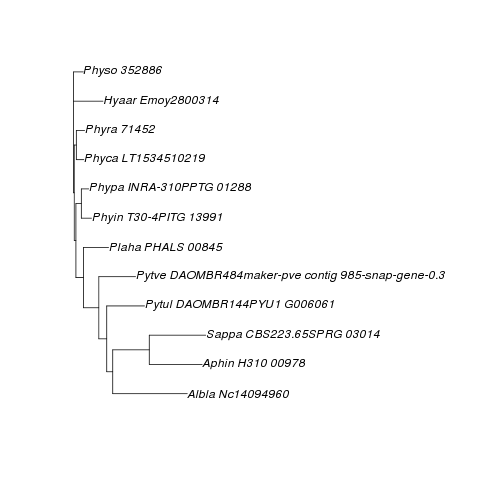 Physo 352886
Hyaar Emoy2800314
Phyra 71452
Phyca LT1534510219
Phypa INRA-310PPTG 01288
Phyin T30-4PITG 13991
Plaha PHALS 00845
Pytve DAOMBR484maker-pve contig 985-snap-gene-0.3
Pytul DAOMBR144PYU1 G006061
Sappa CBS223.65SPRG 03014
Aphin H310 00978
Albla Nc14094960